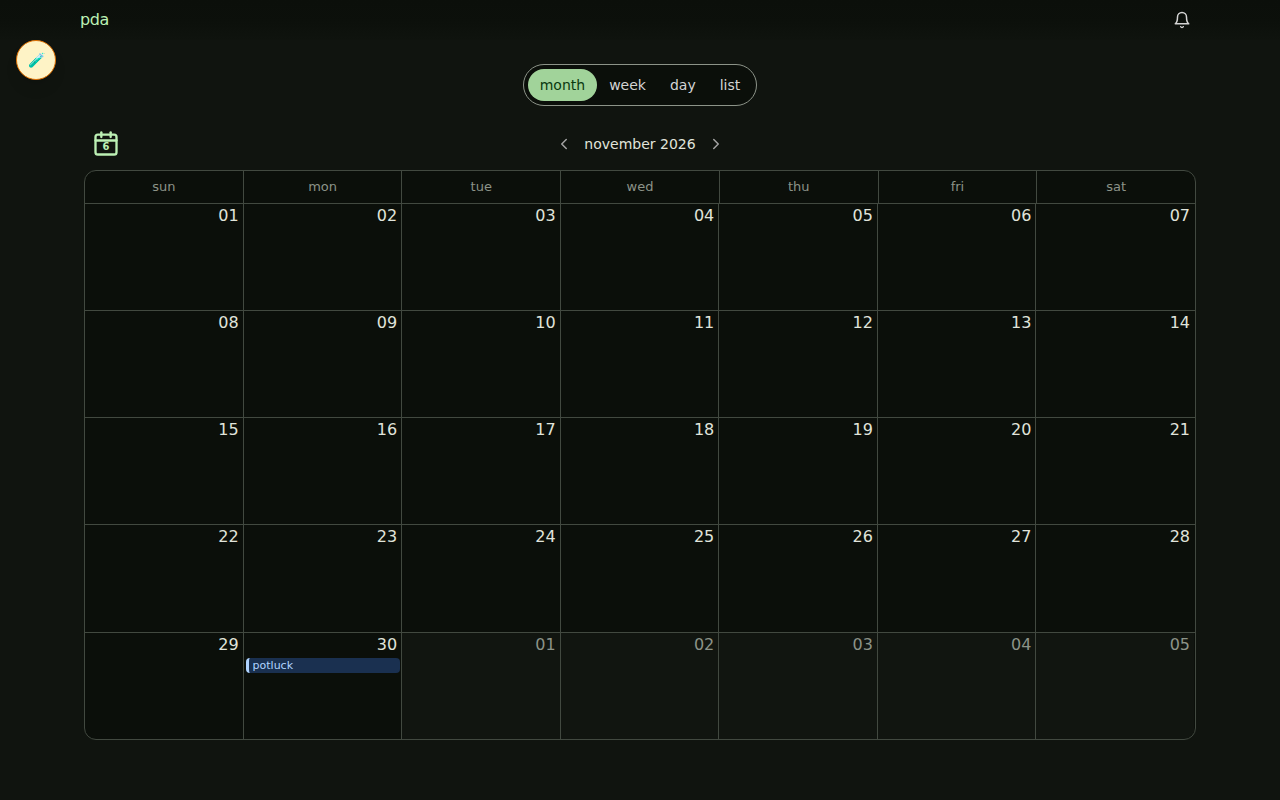 pda
month week day list
6
november 2026
sun mon tue wed thu fri sat
01 02 03 04 05 06 07
08 09 10 11 12 13 14
15 16 17 18 19 20 21
22 23 24 25 26 27 28
29 30 01 02 03 04 05
potluck